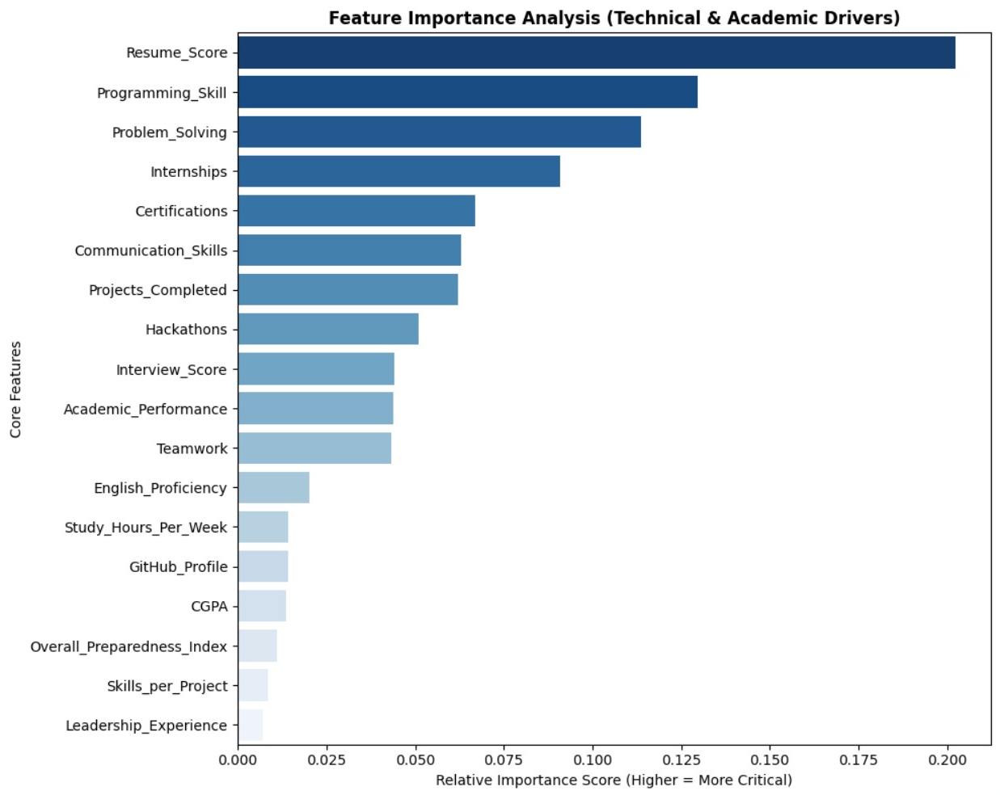 Feature Importance Analysis (Technical & Academic Drivers)
Resume_Score
Programming_Skill
Problem_Solving
Internships
Certifications
Communication_Skills
Projects_Completed
Hackathons
Interview_Score
Academic_Performance
Teamwork
English_Proficiency
Study_Hours_Per_Week
GitHub_Profile
CGPA
Overall_Preparedness_Index
Skills_per_Project
Leadership_Experience
Core Features
0.000 0.025 0.050 0.075 0.100 0.125 0.150 0.175 0.200
Relative Importance Score (Higher = More Critical)